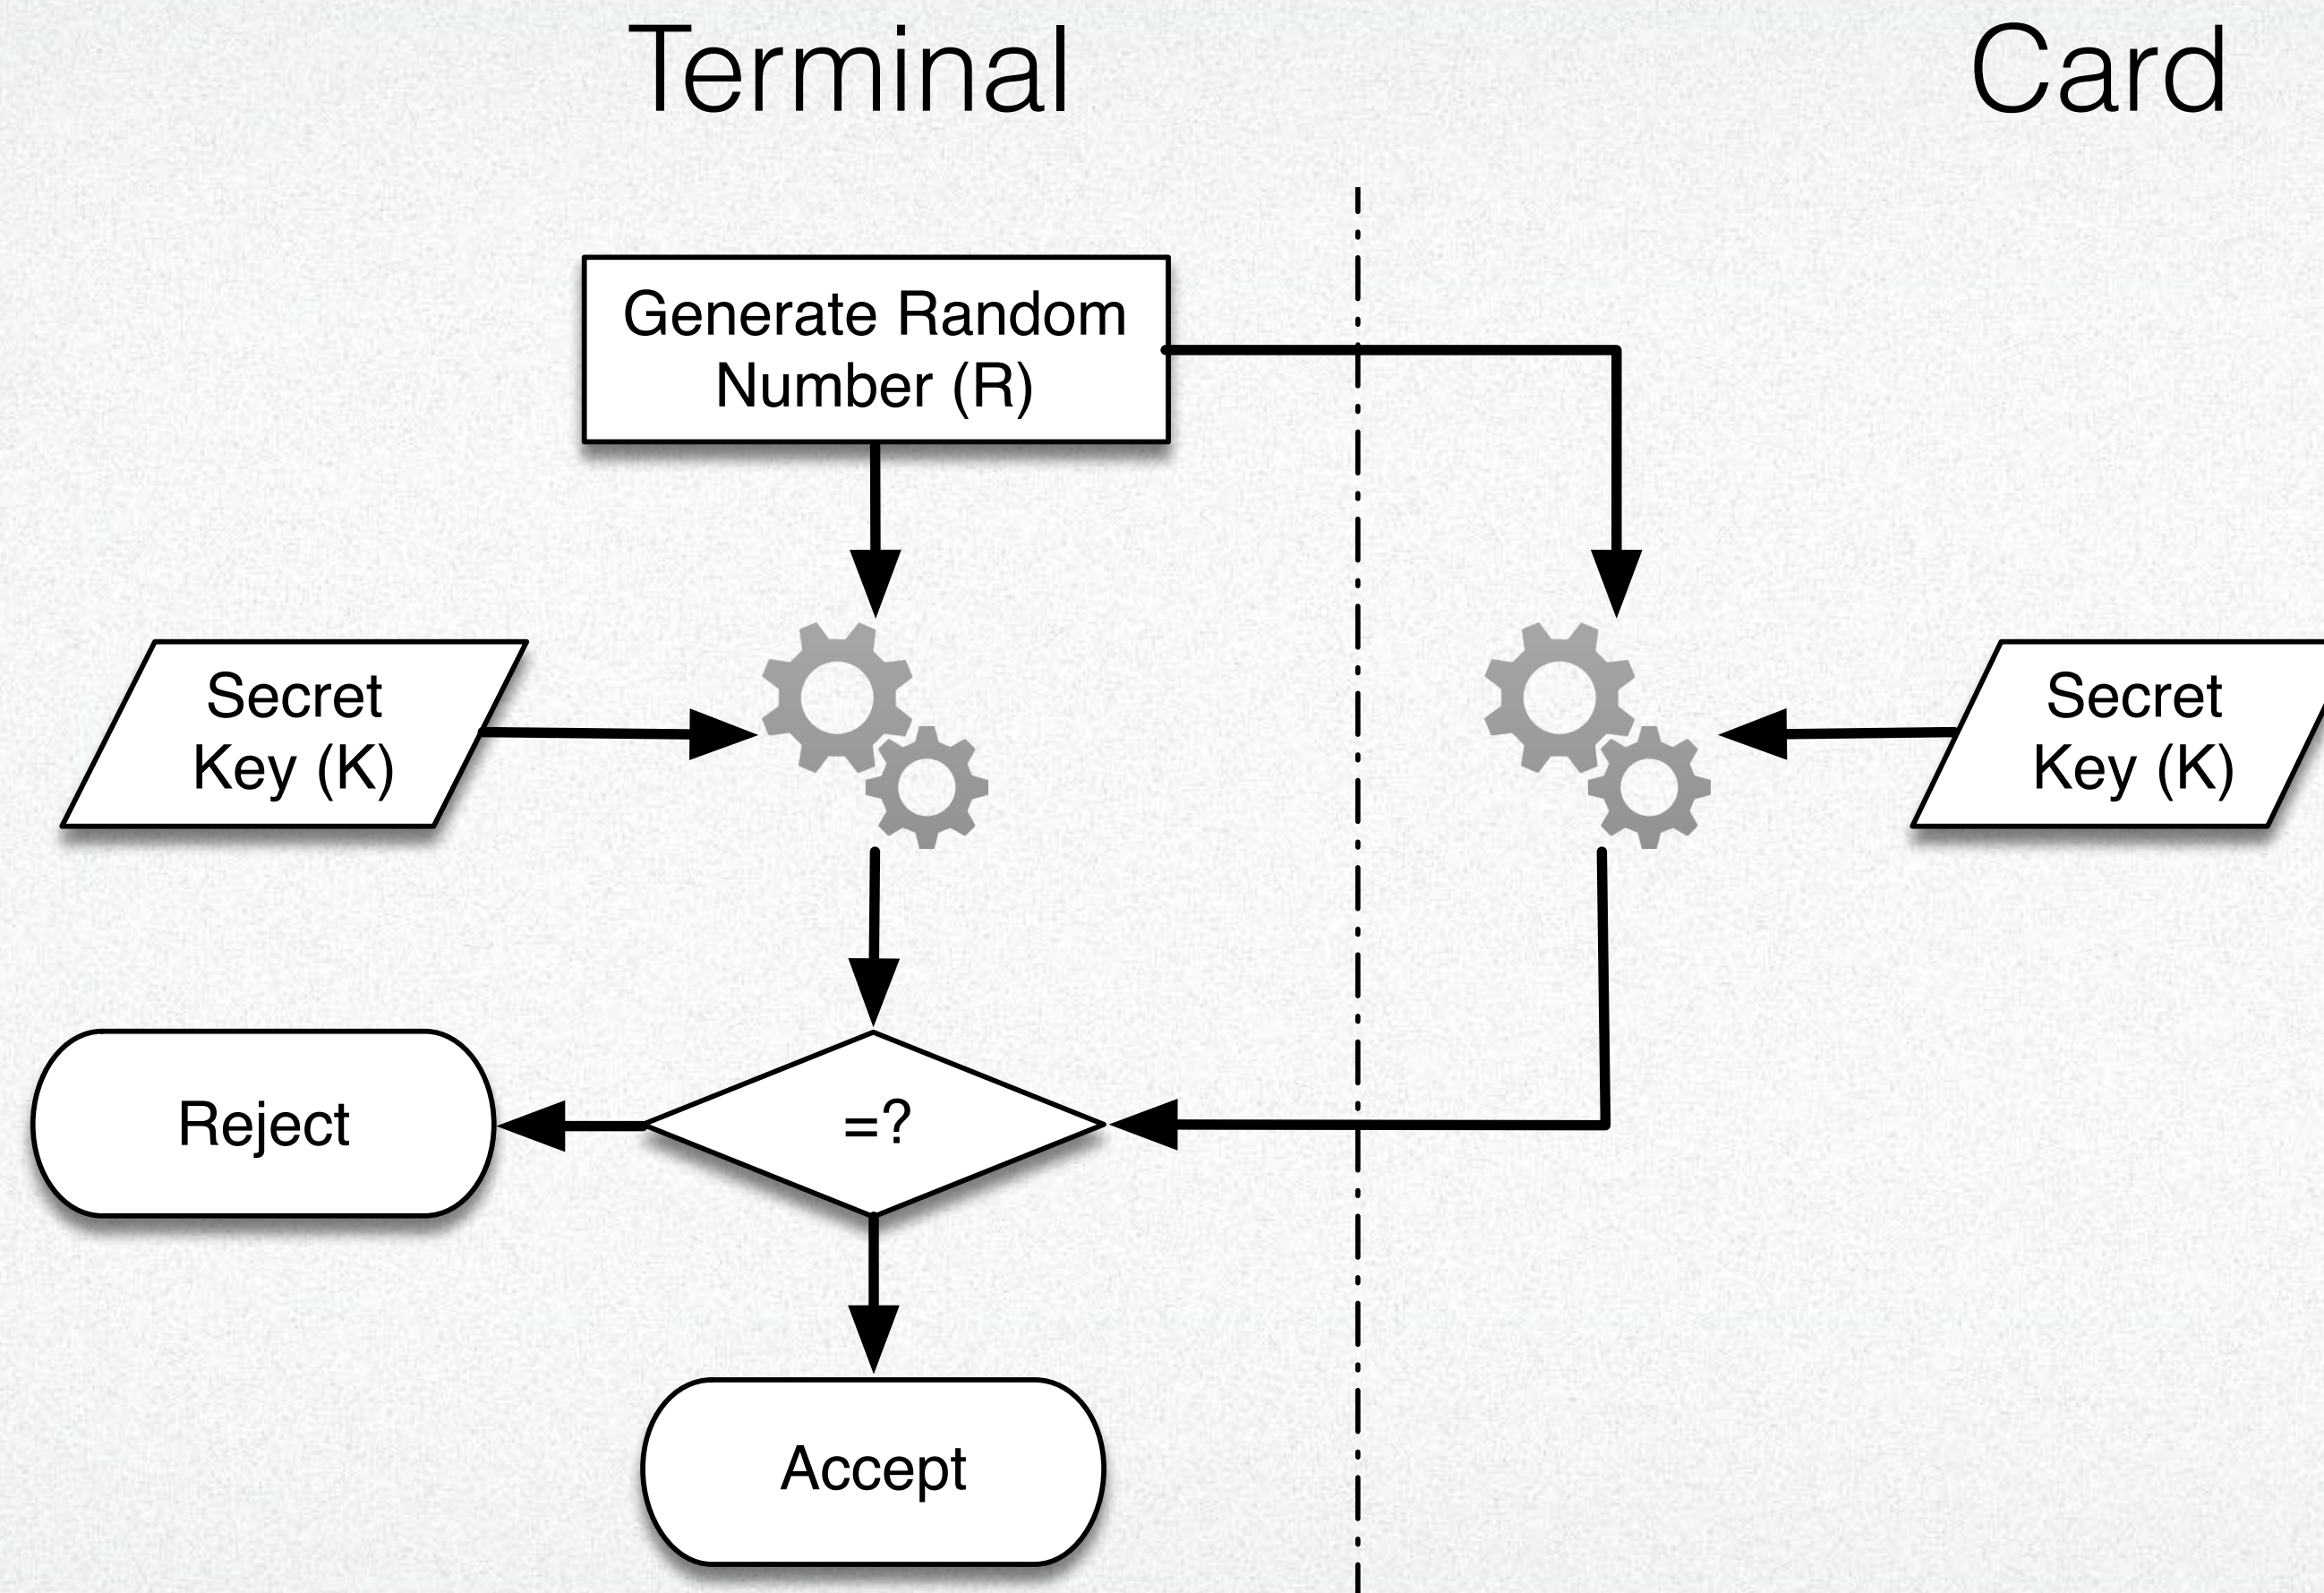 Terminal
Card
Generate Random
Number (R)
Secret
Key (K)
Secret
Key (K)
Reject
=?
Accept